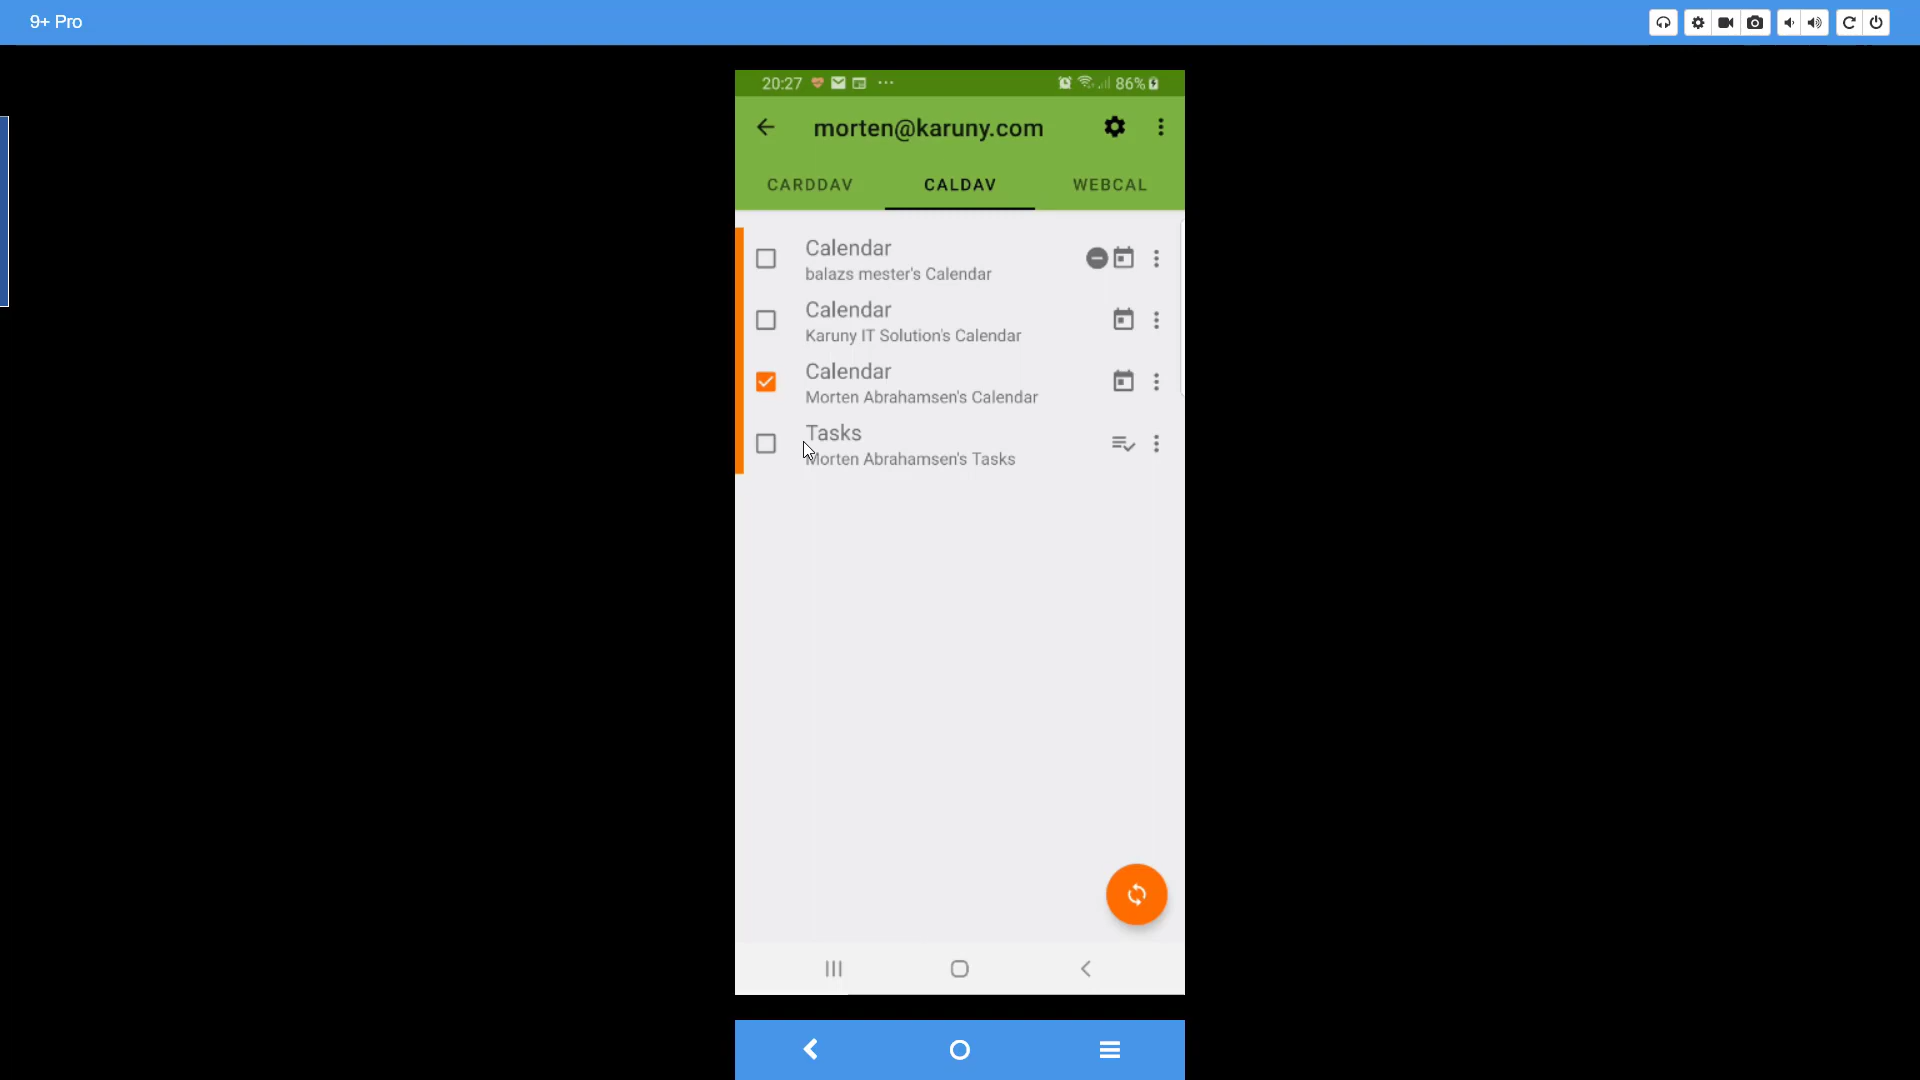 9+ Pro
20:27
86%
morten@karuny.com
CARDDAV
CALDAV
WEBCAL
Calendar
balazs mester's Calendar
Calendar
Karuny IT Solution's Calendar
Calendar
Morten Abrahamsen's Calendar
Tasks
Morten Abrahamsen's Tasks